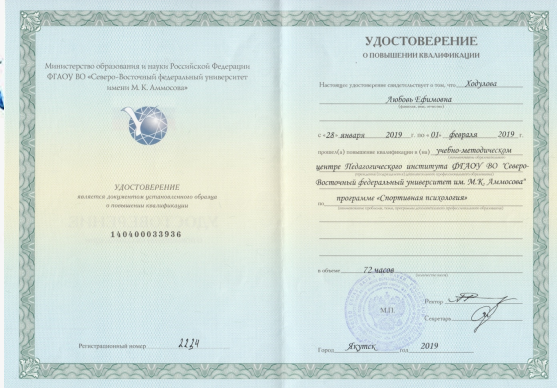 Министерство образования и науки Российской Федерации
ФГАОУ ВО «Северо-Восточный федеральный университет
имени М. К. Аммосова»
УДОСТОВЕРЕНИЕ
является документом установленного образца
о повышении квалификации
140400033936
Регистрационный номер 2224
УДОСТОВЕРЕНИЕ
О ПОВЫШЕНИИ КВАЛИФИКАЦИИ
Настоящее удостоверение свидетельствует о том, что Ходулова
Любовь Ефимовна
(фамилия, имя, отчество)
с «28» января 2019 г. по «01» февраля 2019 г.
прошел(а) повышение квалификации в (на) учебно-методическом
центре Педагогического института ФГАОУ ВО "Северо-
Восточный федеральный университет им. М.К. Аммосова"
по программе «Спортивная психология»
в объеме 72 часов
М.П.
Ректор
Секретарь
Город Якутск год 2019